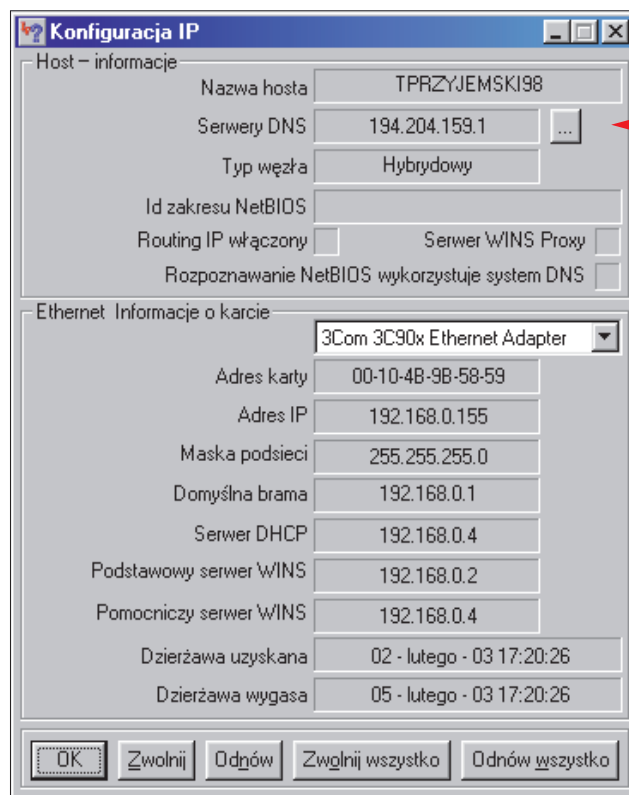 Konfiguracja IP
Host – informacje
Nazwa hosta TPRZYJEMSKI98
Serwery DNS 194.204.159.1 ...
Typ węzła Hybrydowy
Id zakresu NetBIOS
Routing IP włączony Serwer WINS Proxy
Rozpoznawanie NetBIOS wykorzystuje system DNS
Ethernet Informacje o karcie
3Com 3C90x Ethernet Adapter
Adres karty 00-10-4B-9B-58-59
Adres IP 192.168.0.155
Maska podsieci 255.255.255.0
Domyślna brama 192.168.0.1
Serwer DHCP 192.168.0.4
Podstawowy serwer WINS 192.168.0.2
Pomocniczy serwer WINS 192.168.0.4
Dzierżawa uzyskana 02 - lutego - 03 17:20:26
Dzierżawa wygasa 05 - lutego - 03 17:20:26
OK Zwolnij Odnów Zwolnij wszystko Odnów wszystko